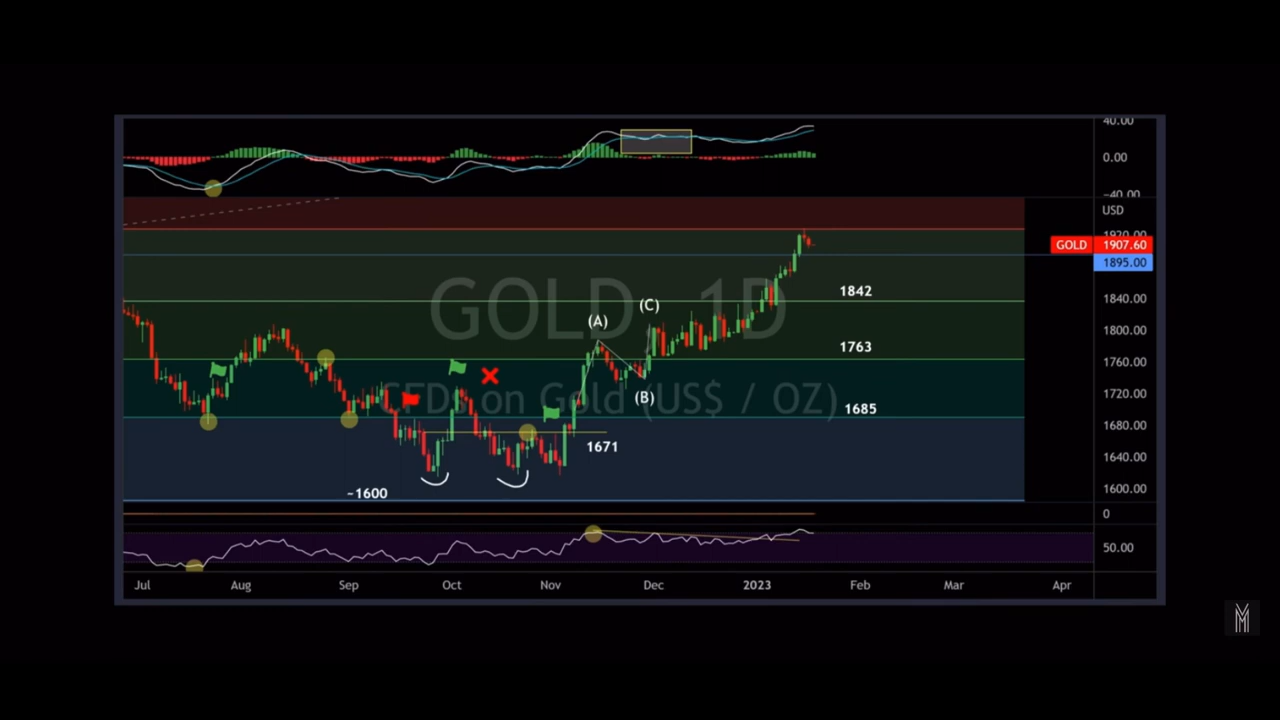 40.00
0.00
-40.00
USD
1920.00
GOLD 1907.60
1895.00
GOLD 1D
1842
(C)
1840.00
(A)
1800.00
1763
1760.00
CFDs on Gold (US$ / OZ)
(B)
1720.00
1685
1680.00
1671
1640.00
~1600
1600.00
0
50.00
Jul Aug Sep Oct Nov Dec 2023 Feb Mar Apr